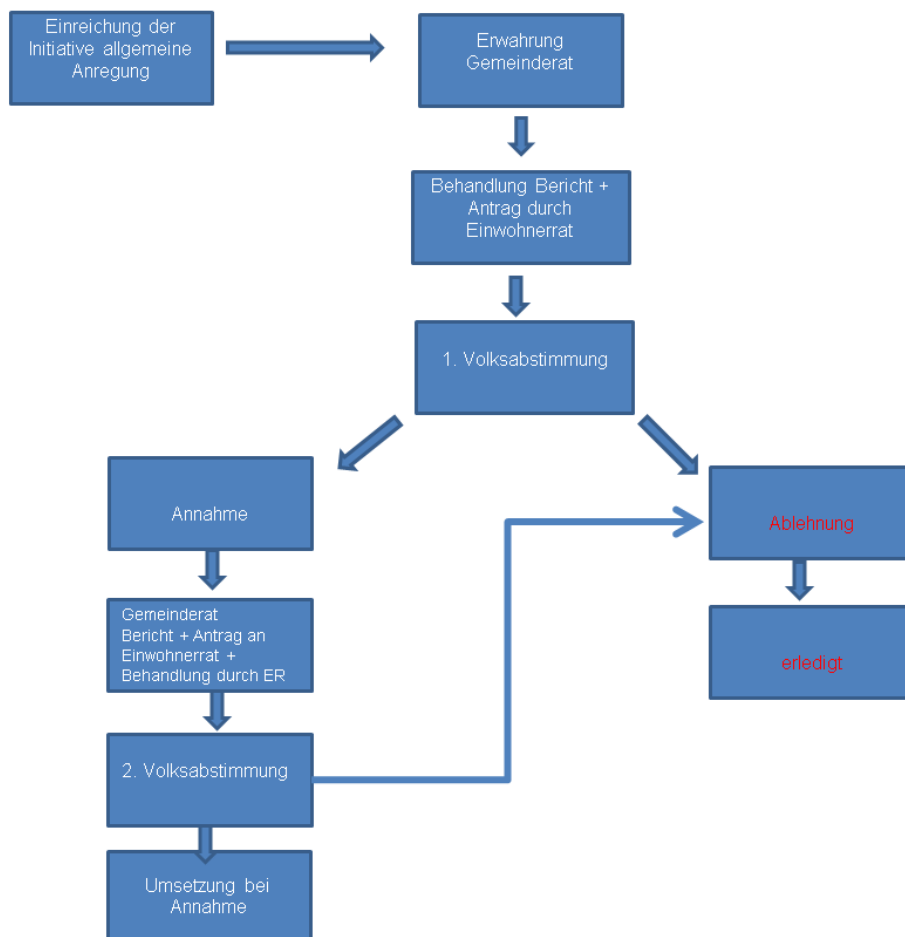 Einreichung der
Initiative allgemeine
Anregung
Erwahrung
Gemeinderat
Behandlung Bericht +
Antrag durch
Einwohnerrat
1. Volksabstimmung
Annahme
Ablehnung
Gemeinderat
Bericht + Antrag an
Einwohnerrat +
Behandlung durch ER
erledigt
2. Volksabstimmung
Umsetzung bei
Annahme